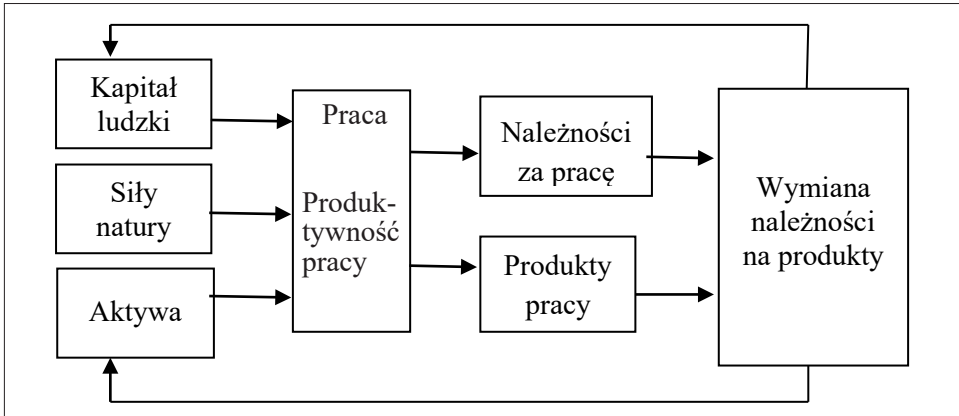 Kapitał
ludzki
Siły
natury
Aktywa
Praca
Produk-
tywność
pracy
Należności
za pracę
Produkty
pracy
Wymiana
należności
na produkty